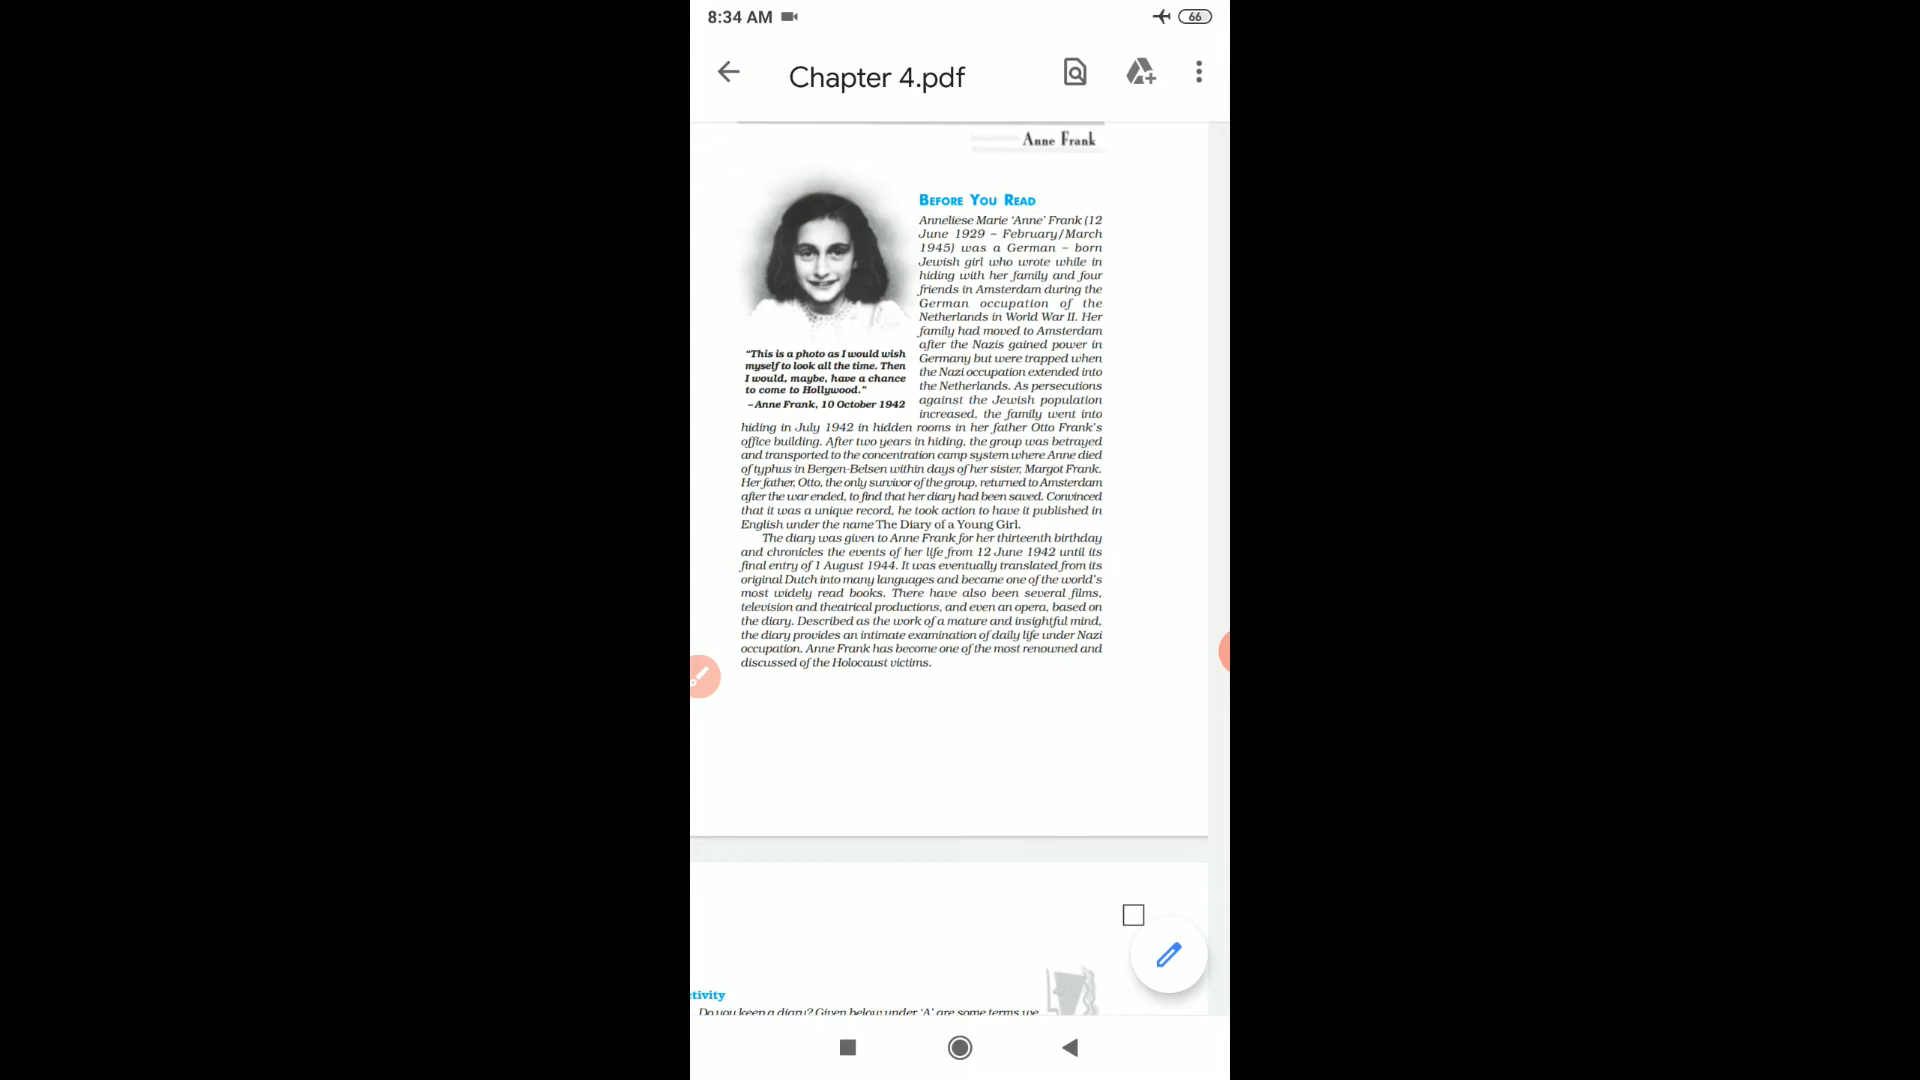 8:34 AM
66
Chapter 4.pdf
Anne Frank
BEFORE YOU READ
Anneliese Marie ‘Anne’ Frank (12
June 1929 – February/March
1945) was a German – born
Jewish girl who wrote while in
hiding with her family and four
friends in Amsterdam during the
German occupation of the
Netherlands in World War II. Her
family had moved to Amsterdam
after the Nazis gained power in
Germany but were trapped when
the Nazi occupation extended into
the Netherlands. As persecutions
against the Jewish population
increased, the family went into
“This is a photo as I would wish
myself to look all the time. Then
I would, maybe, have a chance
to come to Hollywood.”
– Anne Frank, 10 October 1942
hiding in July 1942 in hidden rooms in her father Otto Frank’s
office building. After two years in hiding, the group was betrayed
and transported to the concentration camp system where Anne died
of typhus in Bergen-Belsen within days of her sister, Margot Frank.
Her father, Otto, the only survivor of the group, returned to Amsterdam
after the war ended, to find that her diary had been saved. Convinced
that it was a unique record, he took action to have it published in
English under the name The Diary of a Young Girl.
The diary was given to Anne Frank for her thirteenth birthday
and chronicles the events of her life from 12 June 1942 until its
final entry of 1 August 1944. It was eventually translated from its
original Dutch into many languages and became one of the world’s
most widely read books. There have also been several films,
television and theatrical productions, and even an opera, based on
the diary. Described as the work of a mature and insightful mind,
the diary provides an intimate examination of daily life under Nazi
occupation. Anne Frank has become one of the most renowned and
discussed of the Holocaust victims.
tivity
Do you keep a diary? Given below under ‘A’ are some terms we